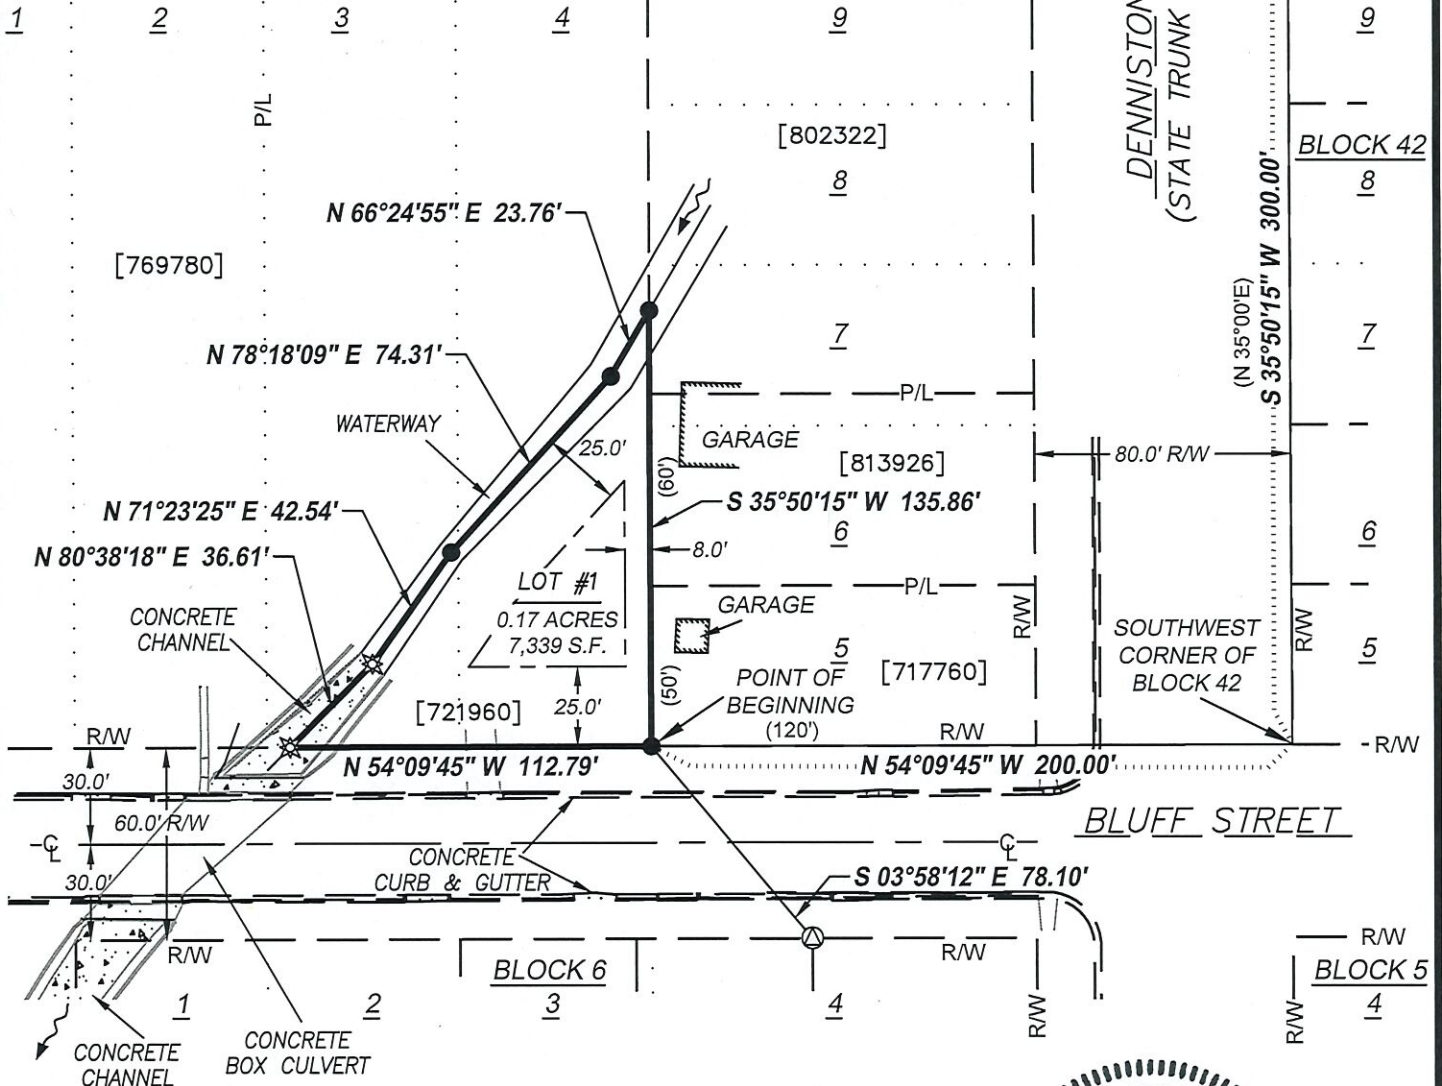 1
2
3
4
9
DENNISTON
(STATE TRUNK
9
P/L
[802322]
BLOCK 42
8
8
N 66°24'55" E 23.76'
[769780]
(N 35°00'E)
S 35°50'15" W 300.00'
7
7
N 78°18'09" E 74.31'
P/L
WATERWAY
25.0'
GARAGE
[813926]
80.0' R/W
(60')
S 35°50'15" W 135.86'
N 71°23'25" E 42.54'
6
6
N 80°38'18" E 36.61'
8.0'
LOT #1
0.17 ACRES
7,339 S.F.
P/L
CONCRETE
CHANNEL
GARAGE
R/W
SOUTHWEST
CORNER OF
BLOCK 42
R/W
5
5
[717760]
POINT OF
BEGINNING
(120')
(50')
[721960]
25.0'
R/W
R/W
R/W
N 54°09'45" W 112.79'
N 54°09'45" W 200.00'
30.0'
60.0' R/W
BLUFF STREET
CL
CL
CONCRETE
CURB & GUTTER
30.0'
S 03°58'12" E 78.10'
R/W
R/W
R/W
BLOCK 6
BLOCK 5
1
2
3
4
4
R/W
R/W
CONCRETE
CHANNEL
CONCRETE
BOX CULVERT